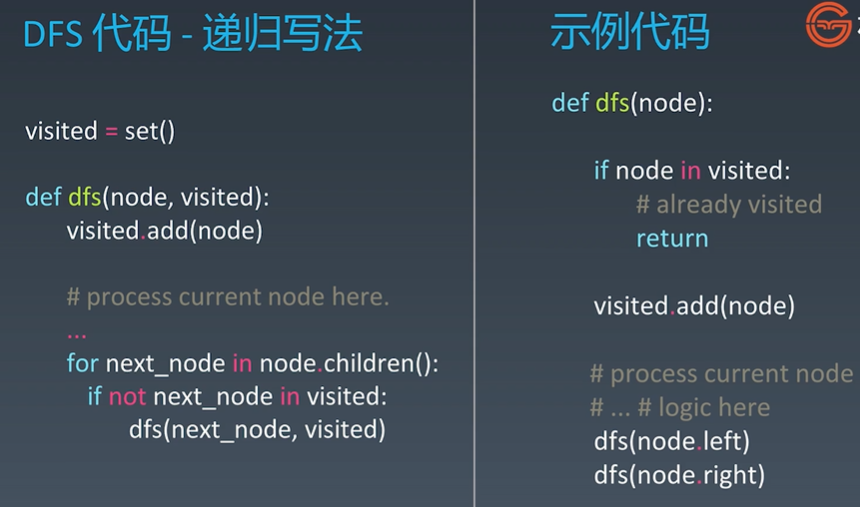 DFS 代码 - 递归写法
visited = set()
def dfs(node, visited):
visited.add(node)
# process current node here.
...
for next_node in node.children():
if not next_node in visited:
dfs(next_node, visited)
示例代码
def dfs(node):
if node in visited:
# already visited
return
visited.add(node)
# process current node
# ... # logic here
dfs(node.left)
dfs(node.right)